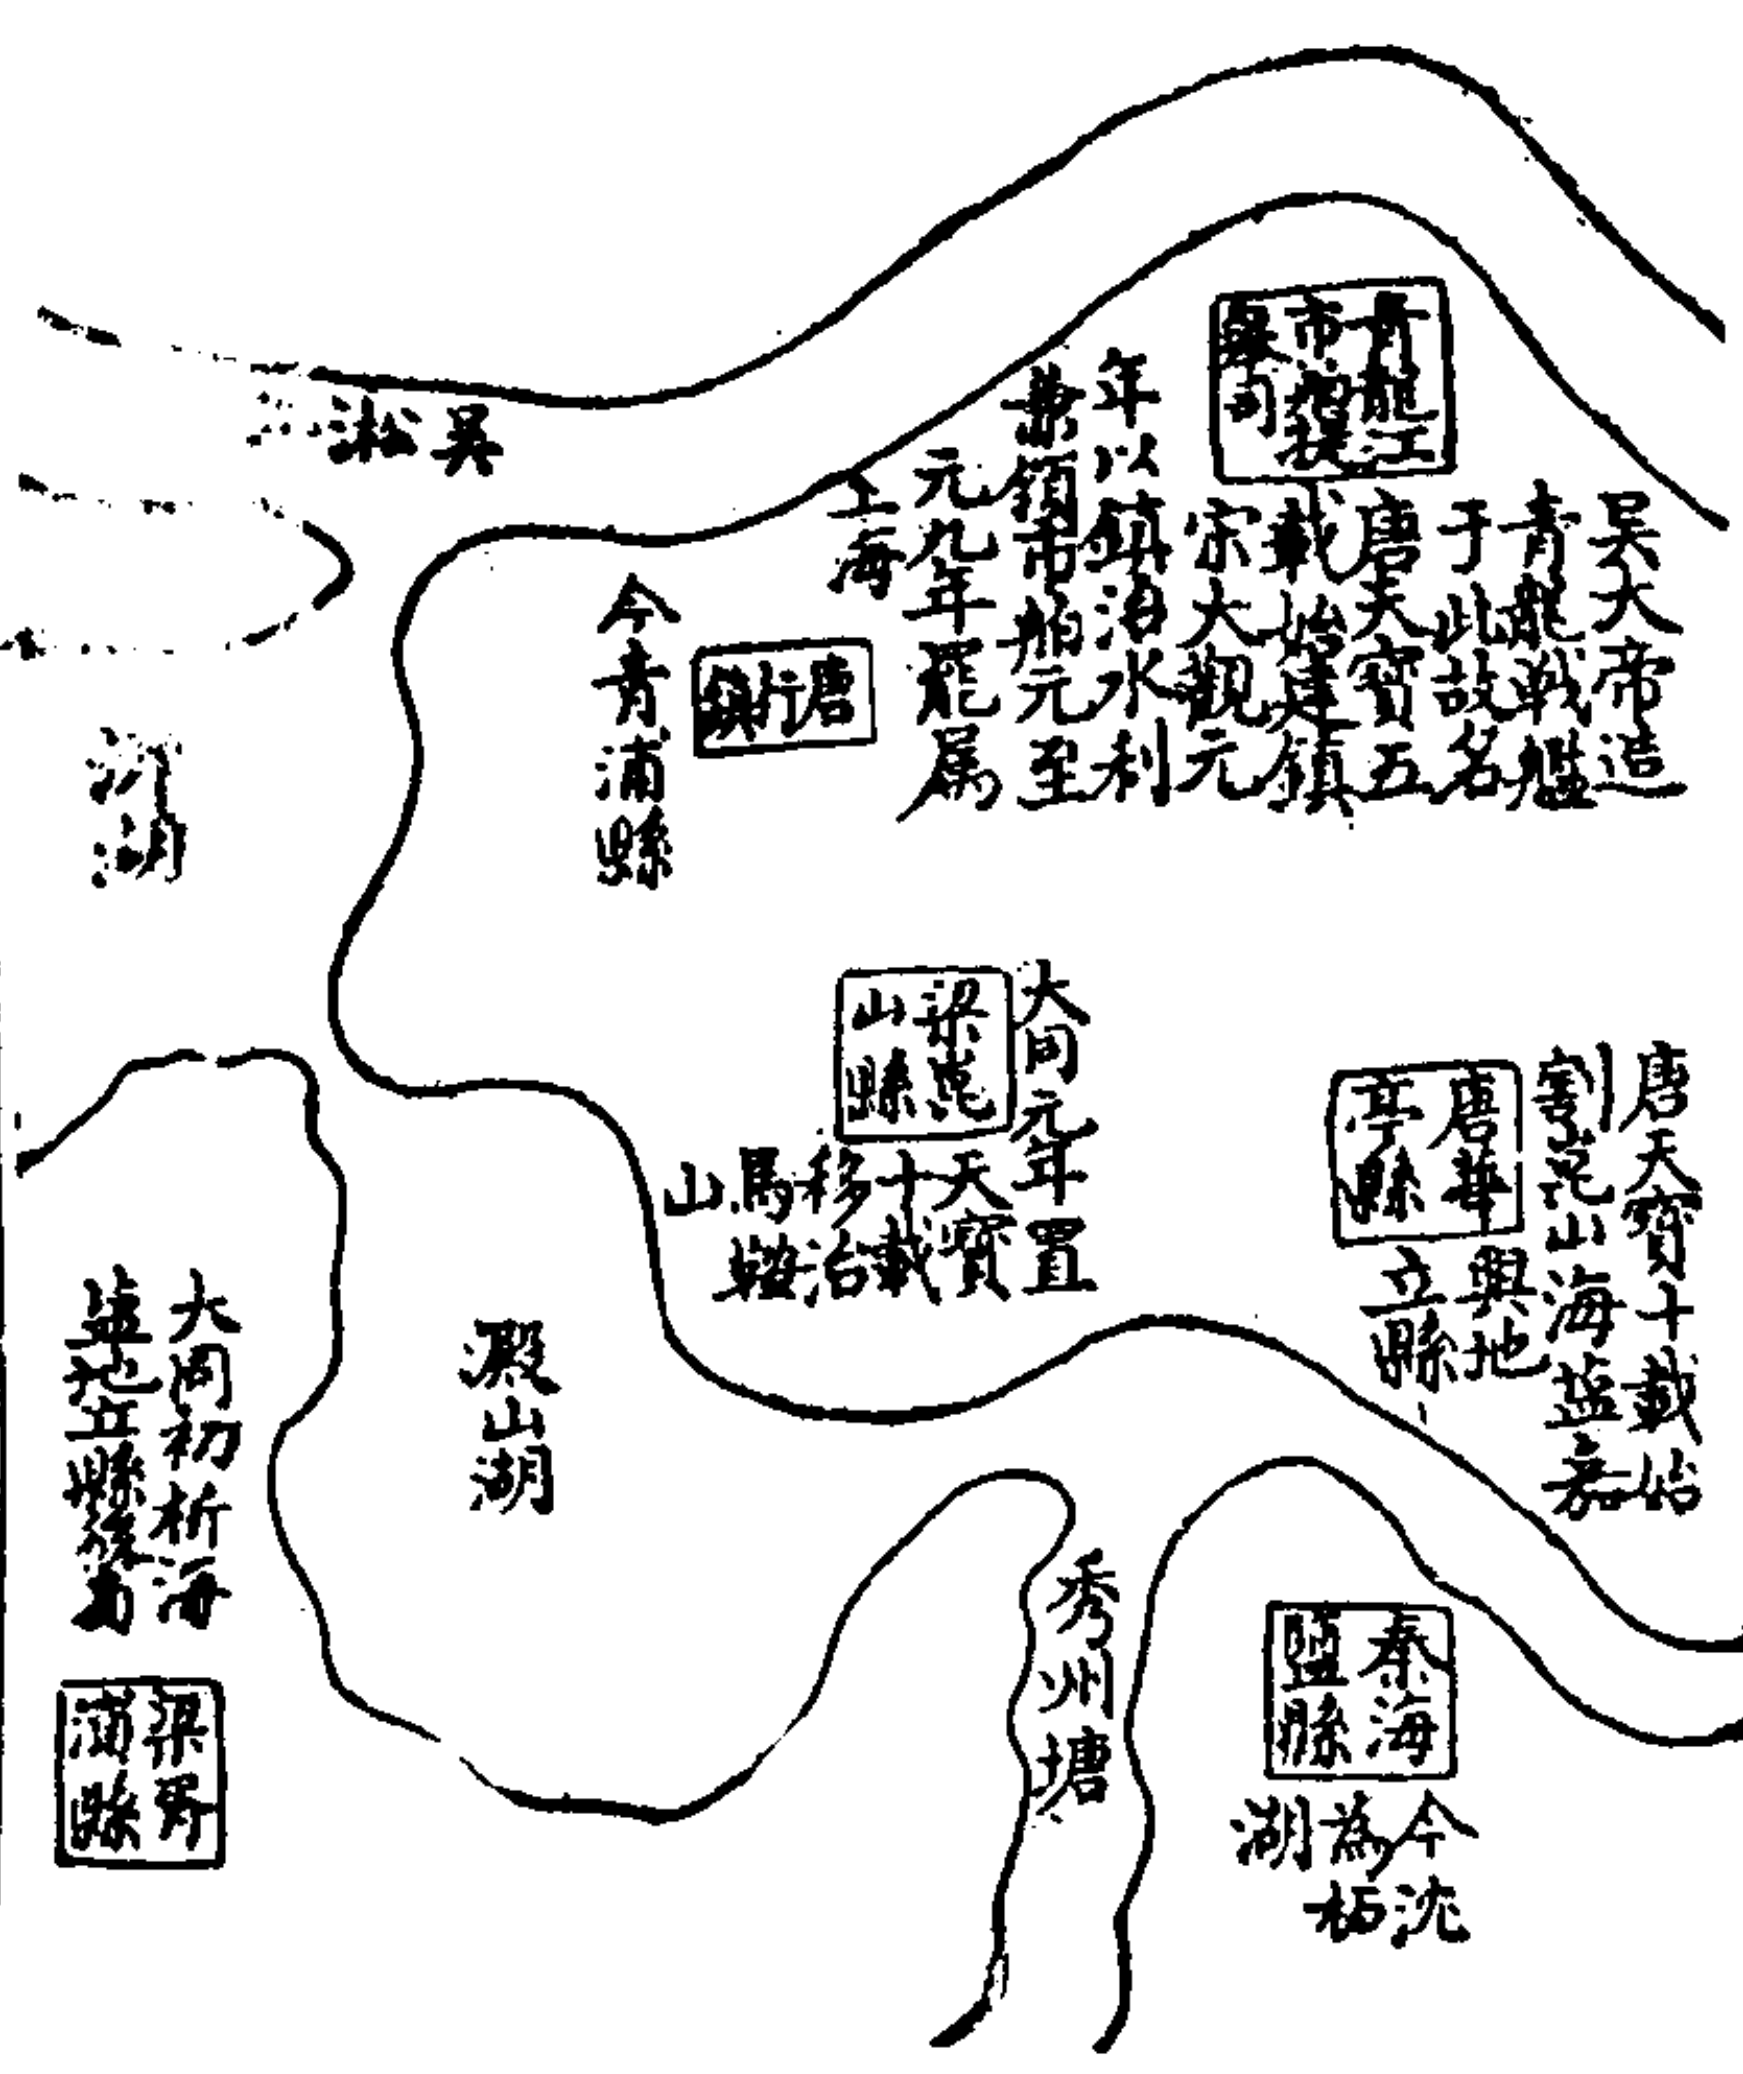 青龍江
市舶提
舉司
吳大帝造
青龍戰艦
于此故名
唐天寶五
載始建鎮
宋大觀元
年以鎮治水利
兼領市舶元至
元九年罷屬
上海
唐行
鎮
今青浦縣
吳淞
湖
大同元年置
梁崑
山縣
天寶
十載
移治
馬鞍
山
唐天寶十載始
割崑山海盐嘉
興地
立縣
唐華
亭縣
澱山湖
秀州塘
秦海
盬縣
今沈
為柘
湖
大同初析海
盐地立縣
梁胥
浦縣